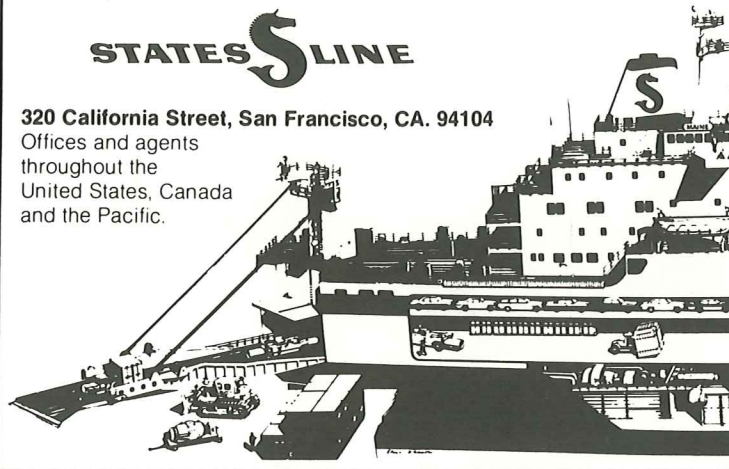 STATES S LINE
320 California Street, San Francisco, CA. 94104
Offices and agents
throughout the
United States, Canada
and the Pacific.
S
MAINE